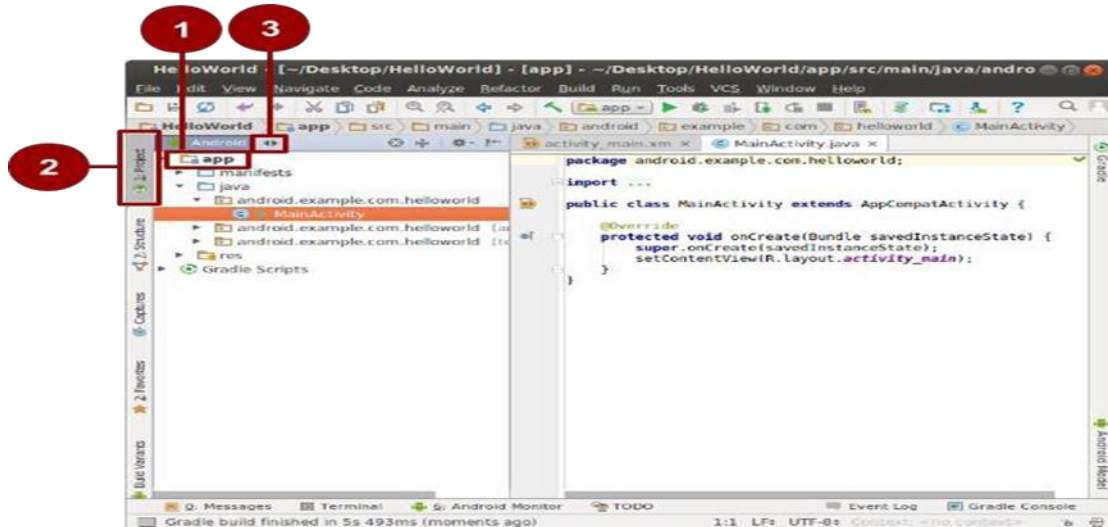 1
3
2
HelloWorld - [~/Desktop/HelloWorld] - [app] - ~/Desktop/HelloWorld/app/src/main/java/andro
File Edit View Navigate Code Analyze Refactor Build Run Tools VCS Window Help
app
HelloWorld app src main java android example com helloworld MainActivity
Android
activity_main.xm MainActivity.java
app
manifests
java
android.example.com.helloworld
MainActivity
android.example.com.helloworld (
android.example.com.helloworld (
res
Gradle Scripts
package android.example.com.helloworld;
import ...
public class MainActivity extends AppCompatActivity {
@Override
protected void onCreate(Bundle savedInstanceState) {
super.onCreate(savedInstanceState);
setContentView(R.layout.activity_main);
}
}
1: Project
2: Structure
Captures
2: Favorites
Build Variants
Gradle
Android Model
0: Messages Terminal 6: Android Monitor TODO Event Log Gradle Console
Gradle build finished in 5s 493ms (moments ago) 1:1 LF÷ UTF-8÷ Context: <no context>